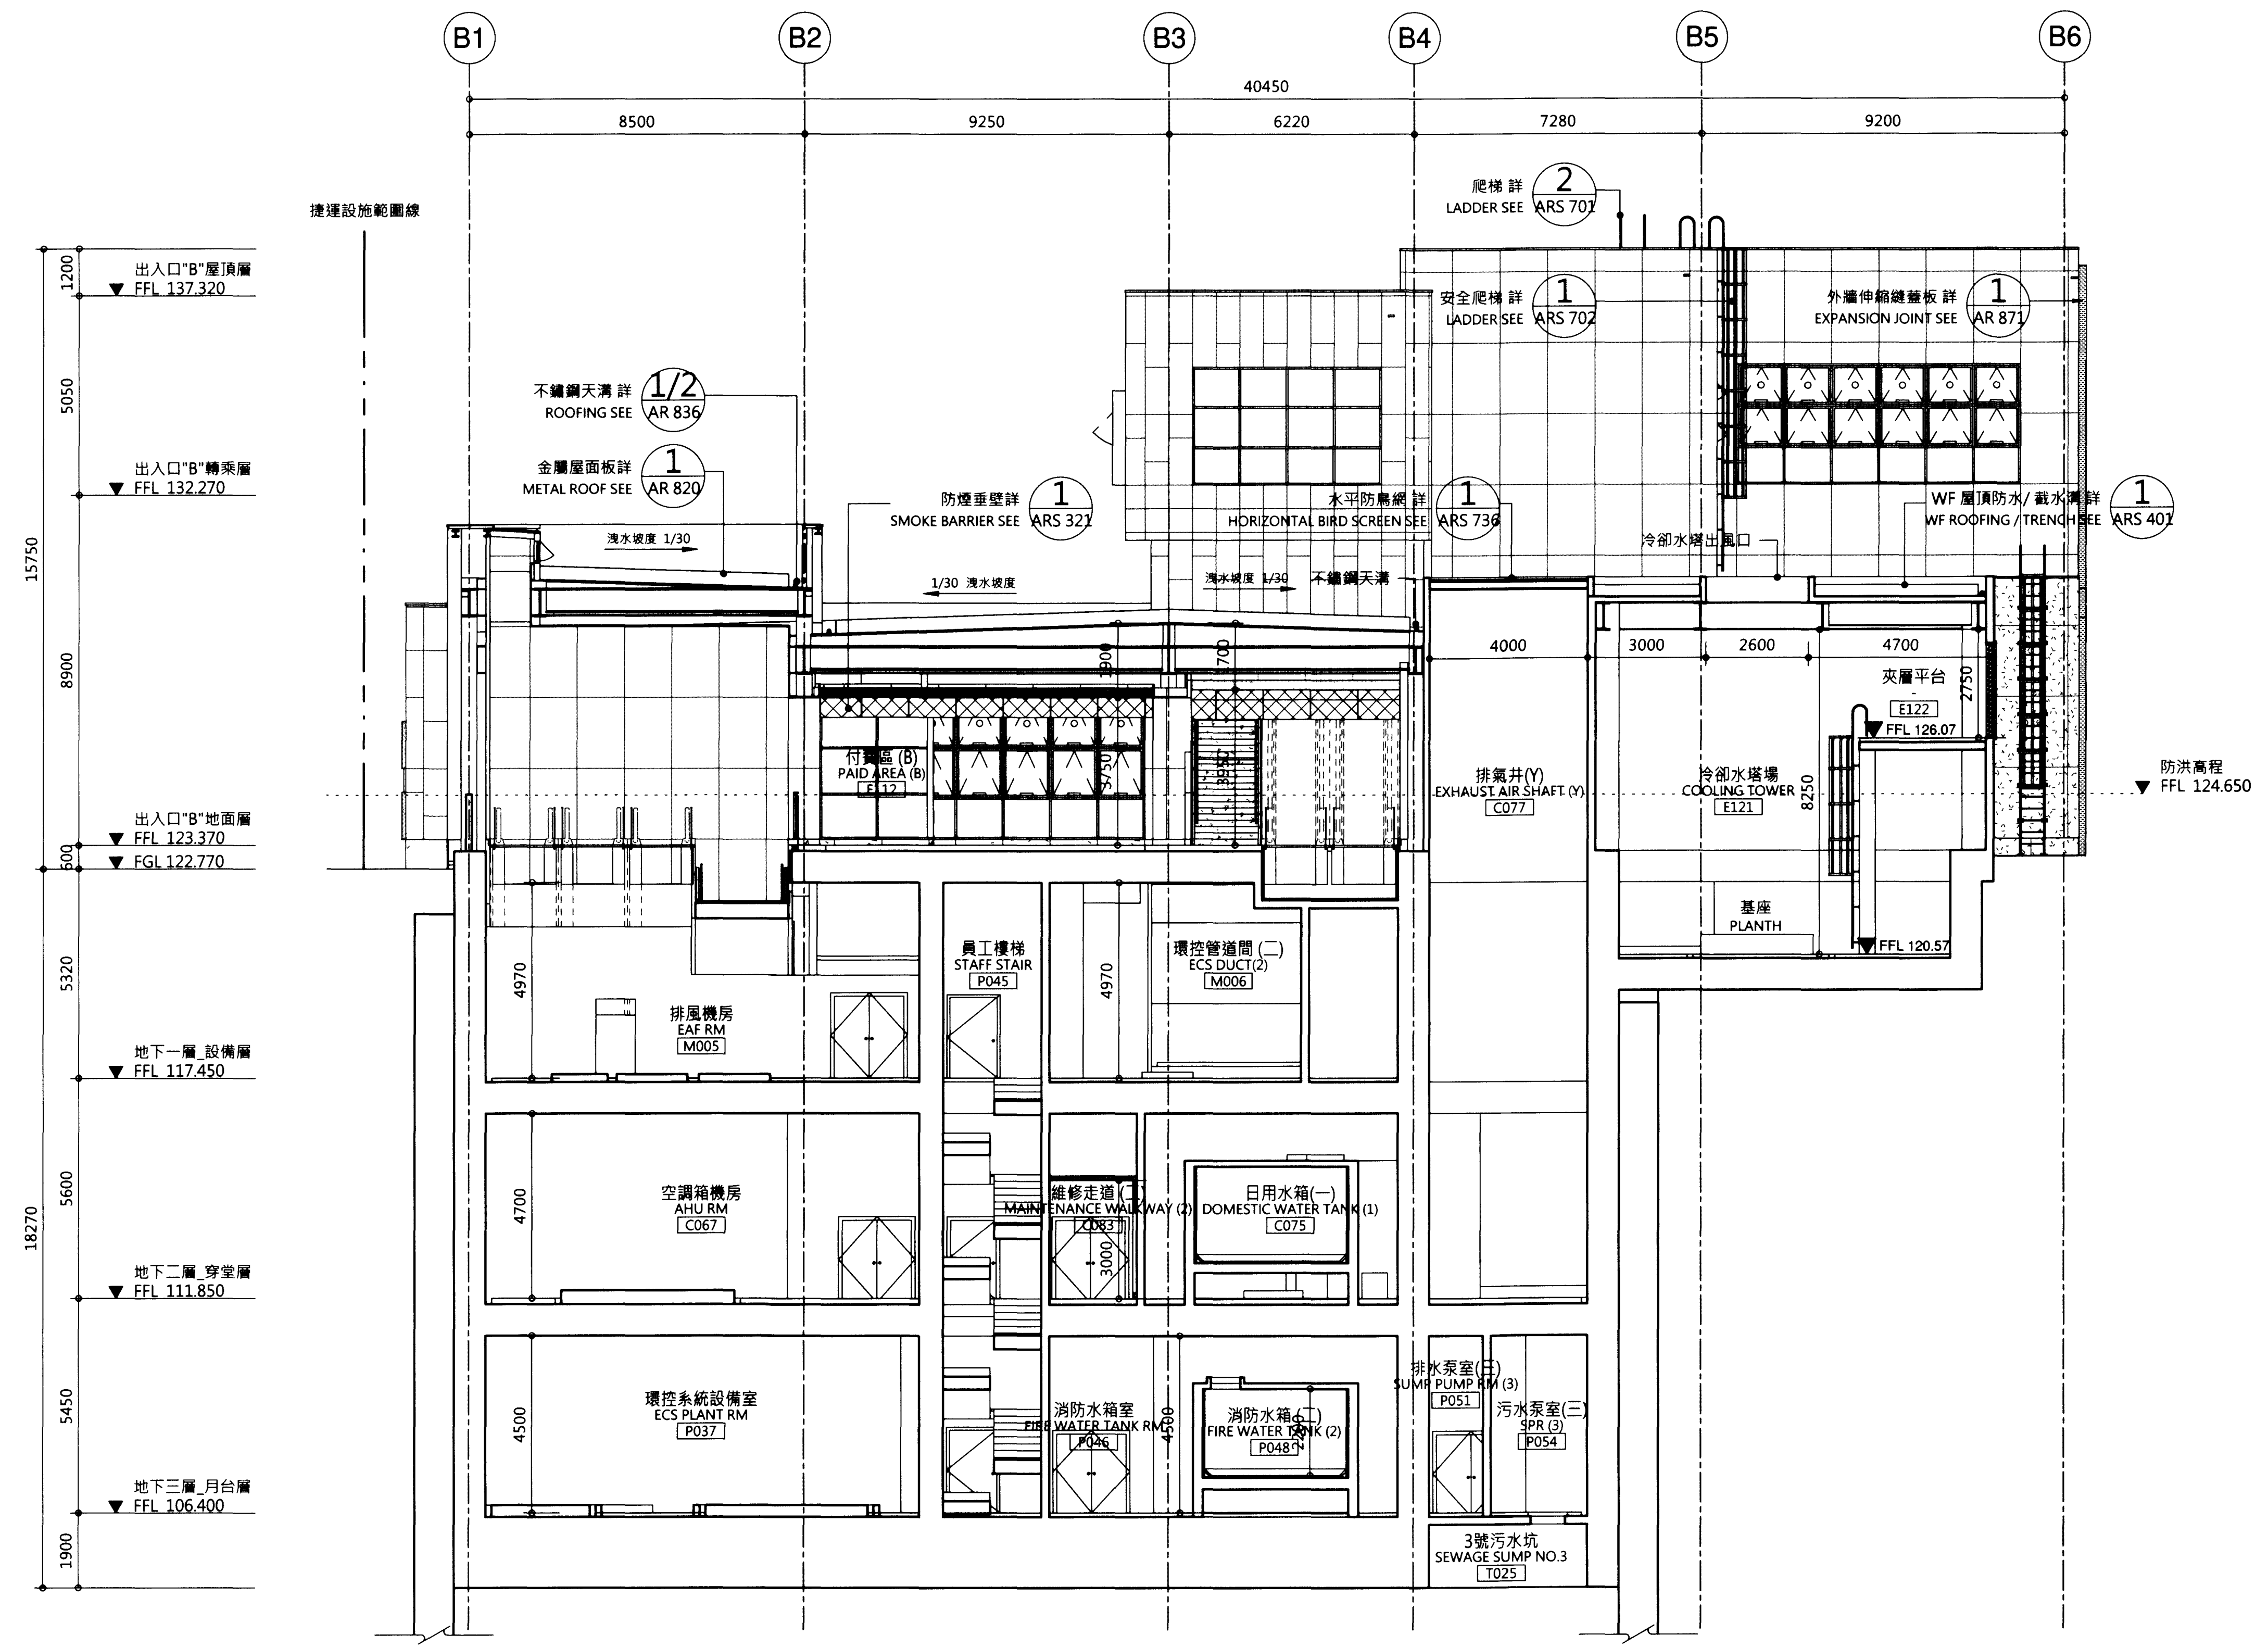 B1
B2
B3
B4
B5
B6
40450
8500
9250
6220
7280
9200
捷運設施範圍線
爬梯 詳
LADDER SEE
2
ARS 701
安全爬梯 詳
LADDER SEE
1
ARS 702
外牆伸縮縫蓋板 詳
EXPANSION JOINT SEE
1
AR 871
不鏽鋼天溝 詳
ROOFING SEE
1/2
AR 836
金屬屋面板詳
METAL ROOF SEE
1
AR 820
防煙垂壁詳
SMOKE BARRIER SEE
1
ARS 321
水平防鳥網 詳
HORIZONTAL BIRD SCREEN SEE
1
ARS 736
WF 屋頂防水/ 截水溝 詳
WF ROOFING / TRENCH SEE
1
ARS 401
冷卻水塔出風口
洩水坡度 1/30
1/30 洩水坡度
洩水坡度 1/30
不鏽鋼天溝
1200
5050
8900
600
5320
5600
5450
1900
15750
18270
出入口"B"屋頂層
FFL 137.320
出入口"B"轉乘層
FFL 132.270
出入口"B"地面層
FFL 123.370
FGL 122.770
地下一層_設備層
FFL 117.450
地下二層_穿堂層
FFL 111.850
地下三層_月台層
FFL 106.400
防洪高程
FFL 124.650
1900
1700
4000
3000
2600
4700
2750
夾層平台
-
E122
FFL 126.07
付費區 (B)
PAID AREA (B)
E112
3750
3950
排氣井(Y)
EXHAUST AIR SHAFT (Y)
C077
冷卻水塔場
COOLING TOWER
E121
8250
基座
PLANTH
FFL 120.57
4970
排風機房
EAF RM
M005
員工樓梯
STAFF STAIR
P045
4970
環控管道間 (二)
ECS DUCT(2)
M006
4700
空調箱機房
AHU RM
C067
維修走道 (二)
MAINTENANCE WALKWAY (2)
C083
3000
日用水箱(一)
DOMESTIC WATER TANK (1)
C075
4500
環控系統設備室
ECS PLANT RM
P037
消防水箱室
FIRE WATER TANK RM
P046
4500
消防水箱 (二)
FIRE WATER TANK (2)
P048
2200
排水泵室(三)
SUMP PUMP RM (3)
P051
污水泵室(三)
SPR (3)
P054
3號污水坑
SEWAGE SUMP NO.3
T025